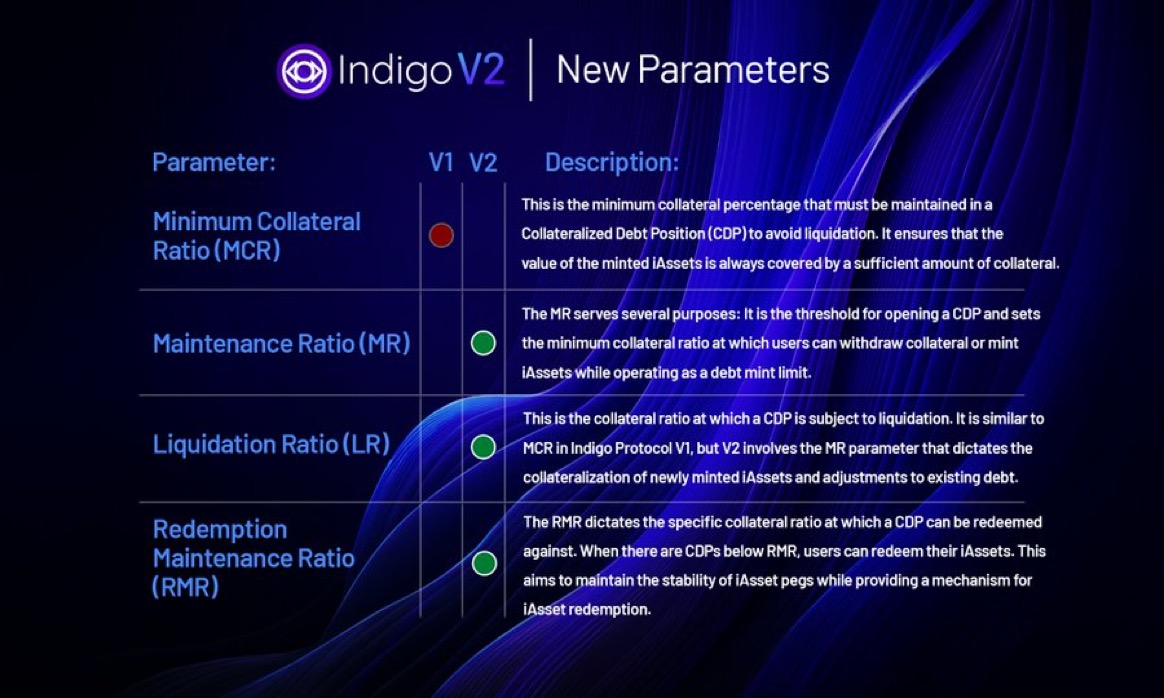 Indigo V2 | New Parameters
Parameter: V1 V2 Description:
Minimum Collateral
Ratio (MCR)
This is the minimum collateral percentage that must be maintained in a
Collateralized Debt Position (CDP) to avoid liquidation. It ensures that the
value of the minted iAssets is always covered by a sufficient amount of collateral.
Maintenance Ratio (MR)
The MR serves several purposes: It is the threshold for opening a CDP and sets
the minimum collateral ratio at which users can withdraw collateral or mint
iAssets while operating as a debt mint limit.
Liquidation Ratio (LR)
This is the collateral ratio at which a CDP is subject to liquidation. It is similar to
MCR in Indigo Protocol V1, but V2 involves the MR parameter that dictates the
collateralization of newly minted iAssets and adjustments to existing debt.
Redemption
Maintenance Ratio
(RMR)
The RMR dictates the specific collateral ratio at which a CDP can be redeemed
against. When there are CDPs below RMR, users can redeem their iAssets. This
aims to maintain the stability of iAsset pegs while providing a mechanism for
iAsset redemption.